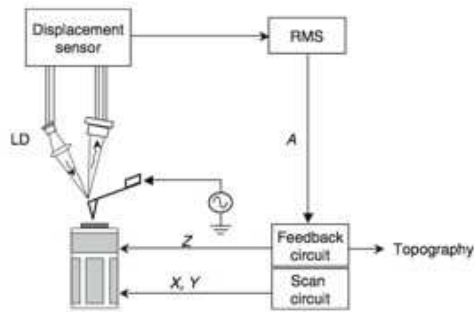 Displacement
sensor
RMS
LD
A
Z
Feedback
circuit
Topography
X, Y
Scan
circuit